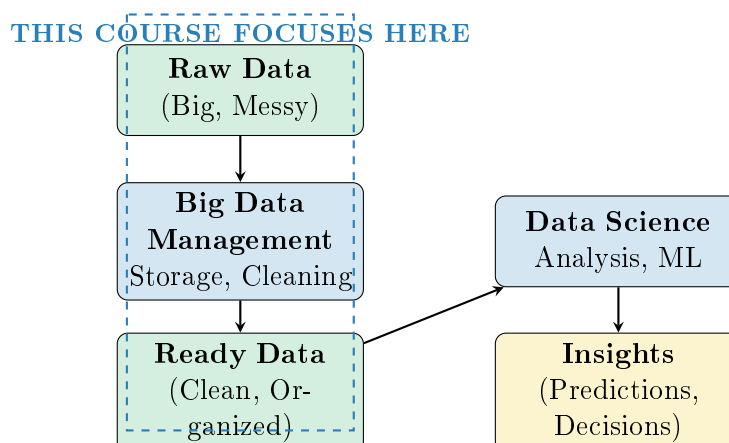 THIS COURSE FOCUSES HERE
Raw Data
(Big, Messy)
Big Data
Management
Storage, Cleaning
Data Science
Analysis, ML
Ready Data
(Clean, Or-
ganized)
Insights
(Predictions,
Decisions)